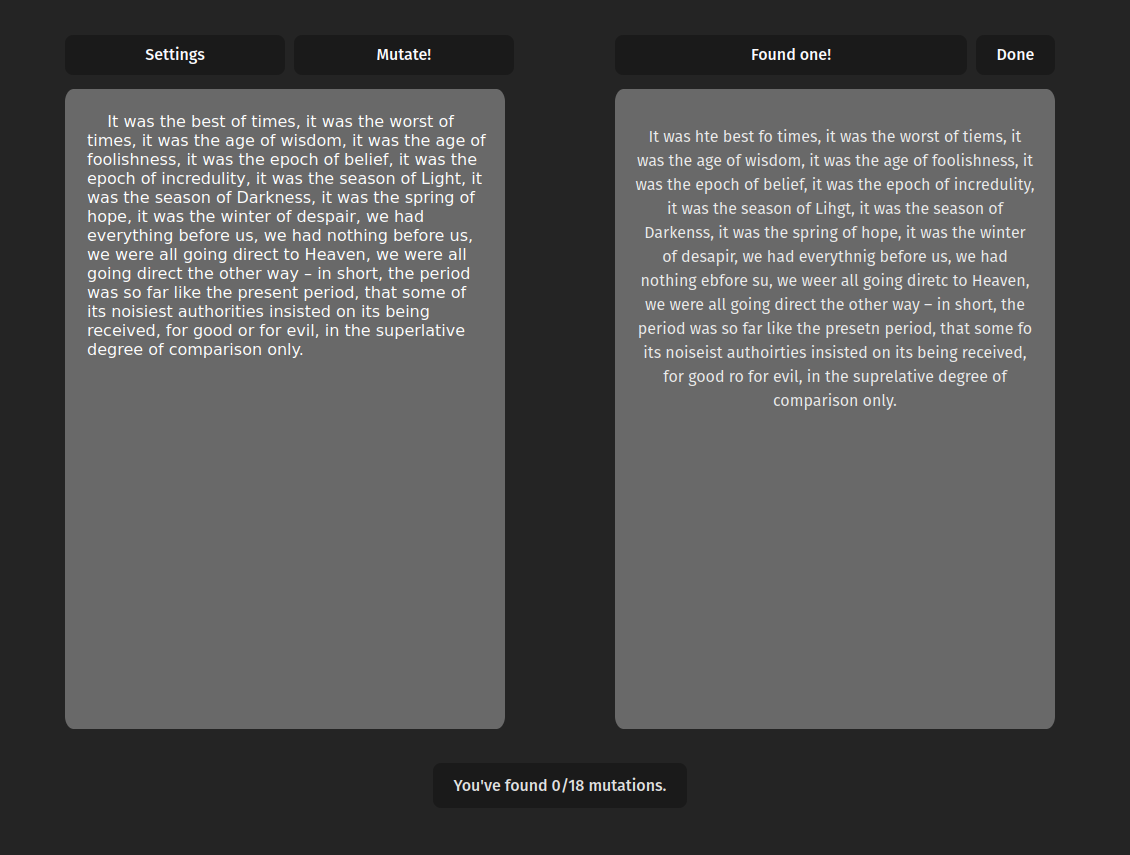 Settings
Mutate!
Found one!
Done
It was the best of times, it was the worst of
times, it was the age of wisdom, it was the age of
foolishness, it was the epoch of belief, it was the
epoch of incredulity, it was the season of Light, it
was the season of Darkness, it was the spring of
hope, it was the winter of despair, we had
everything before us, we had nothing before us,
we were all going direct to Heaven, we were all
going direct the other way – in short, the period
was so far like the present period, that some of
its noisiest authorities insisted on its being
received, for good or for evil, in the superlative
degree of comparison only.
It was hte best fo times, it was the worst of tiems, it
was the age of wisdom, it was the age of foolishness, it
was the epoch of belief, it was the epoch of incredulity,
it was the season of Lihgt, it was the season of
Darkenss, it was the spring of hope, it was the winter
of desapir, we had everythnig before us, we had
nothing ebfore su, we weer all going diretc to Heaven,
we were all going direct the other way – in short, the
period was so far like the presetn period, that some fo
its noiseist authoirties insisted on its being received,
for good ro for evil, in the suprelative degree of
comparison only.
You've found 0/18 mutations.